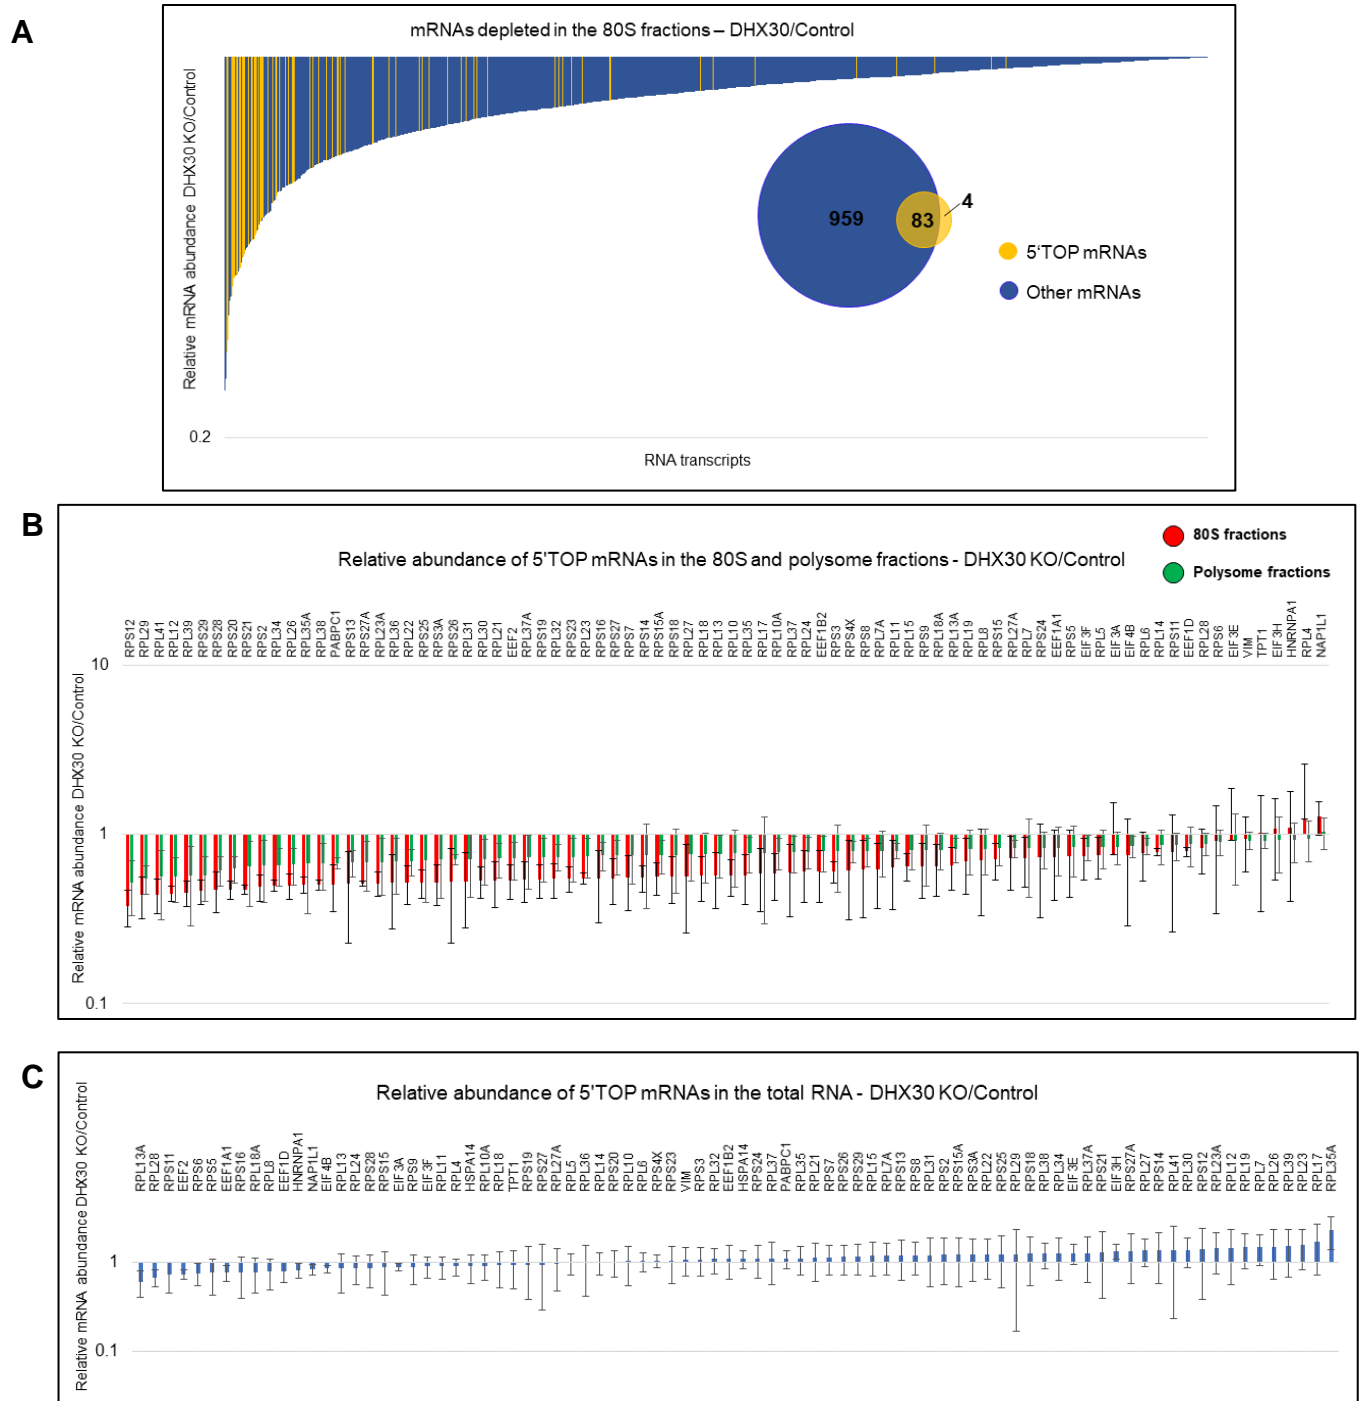 A
mRNAs depleted in the 80S fractions – DHX30/Control
Relative mRNA abundance DHX30 KO/Control
959
83
4
5'TOP mRNAs
Other mRNAs
0.2
RNA transcripts
B
80S fractions
Relative abundance of 5'TOP mRNAs in the 80S and polysome fractions - DHX30 KO/Control
Polysome fractions
Relative mRNA abundance DHX30 KO/Control
RPS12
RPL29
RPL41
RPL12
RPL39
RPS29
RPS28
RPS20
RPS21
RPS2
RPL34
RPL26
RPL35A
RPL38
PABPC1
RPS13
RPS27A
RPL23A
RPL36
RPL22
RPS25
RPS3A
RPS26
RPL31
RPL30
RPL21
EEF2
RPL37A
RPS19
RPL32
RPS23
RPL23
RPS16
RPS27
RPS7
RPS14
RPS15A
RPS18
RPL27
RPL18
RPL13
RPL10
RPL35
RPL17
RPL10A
RPL37
RPL24
EEF1B2
RPS3
RPS4X
RPS8
RPL7A
RPL11
RPL15
RPS9
RPL18A
RPL13A
RPL19
RPL8
RPS15
RPL27A
RPL7
RPS24
EEF1A1
RPS5
EIF3F
RPL5
EIF3A
EIF4B
RPL6
RPL14
RPS11
EEF1D
RPL28
RPS6
EIF3E
VIM
TPT1
EIF3H
HNRNPA1
RPL4
NAP1L1
10
1
0.1
C
Relative abundance of 5'TOP mRNAs in the total RNA - DHX30 KO/Control
Relative mRNA abundance DHX30 KO/Control
RPL13A
RPL28
RPS11
EEF2
RPS6
RPS5
EEF1A1
RPS16
RPL18A
RPL8
EEF1D
HNRNPA1
NAP1L1
EIF4B
RPL13
RPL24
RPS28
RPS15
EIF3A
RPS9
EIF3F
RPL11
RPL4
HSPA14
RPL10A
RPL18
TPT1
RPS19
RPS27
RPL27A
RPL5
RPL36
RPL14
RPS20
RPL10
RPL6
RPS4X
RPS23
VIM
RPS3
RPL32
EEF1B2
HSPA14
RPS24
RPL37
PABPC1
RPL35
RPL21
RPS7
RPS26
RPS29
RPL15
RPL7A
RPS13
RPS8
RPL31
RPS2
RPS15A
RPS3A
RPL22
RPS25
RPL29
RPS18
RPL38
RPL34
EIF3E
RPL37A
RPS21
EIF3H
RPS27A
RPL27
RPS14
RPL41
RPL30
RPS12
RPL23A
RPL12
RPL19
RPL7
RPL26
RPL39
RPL23
RPL17
RPL35A
1
0.1